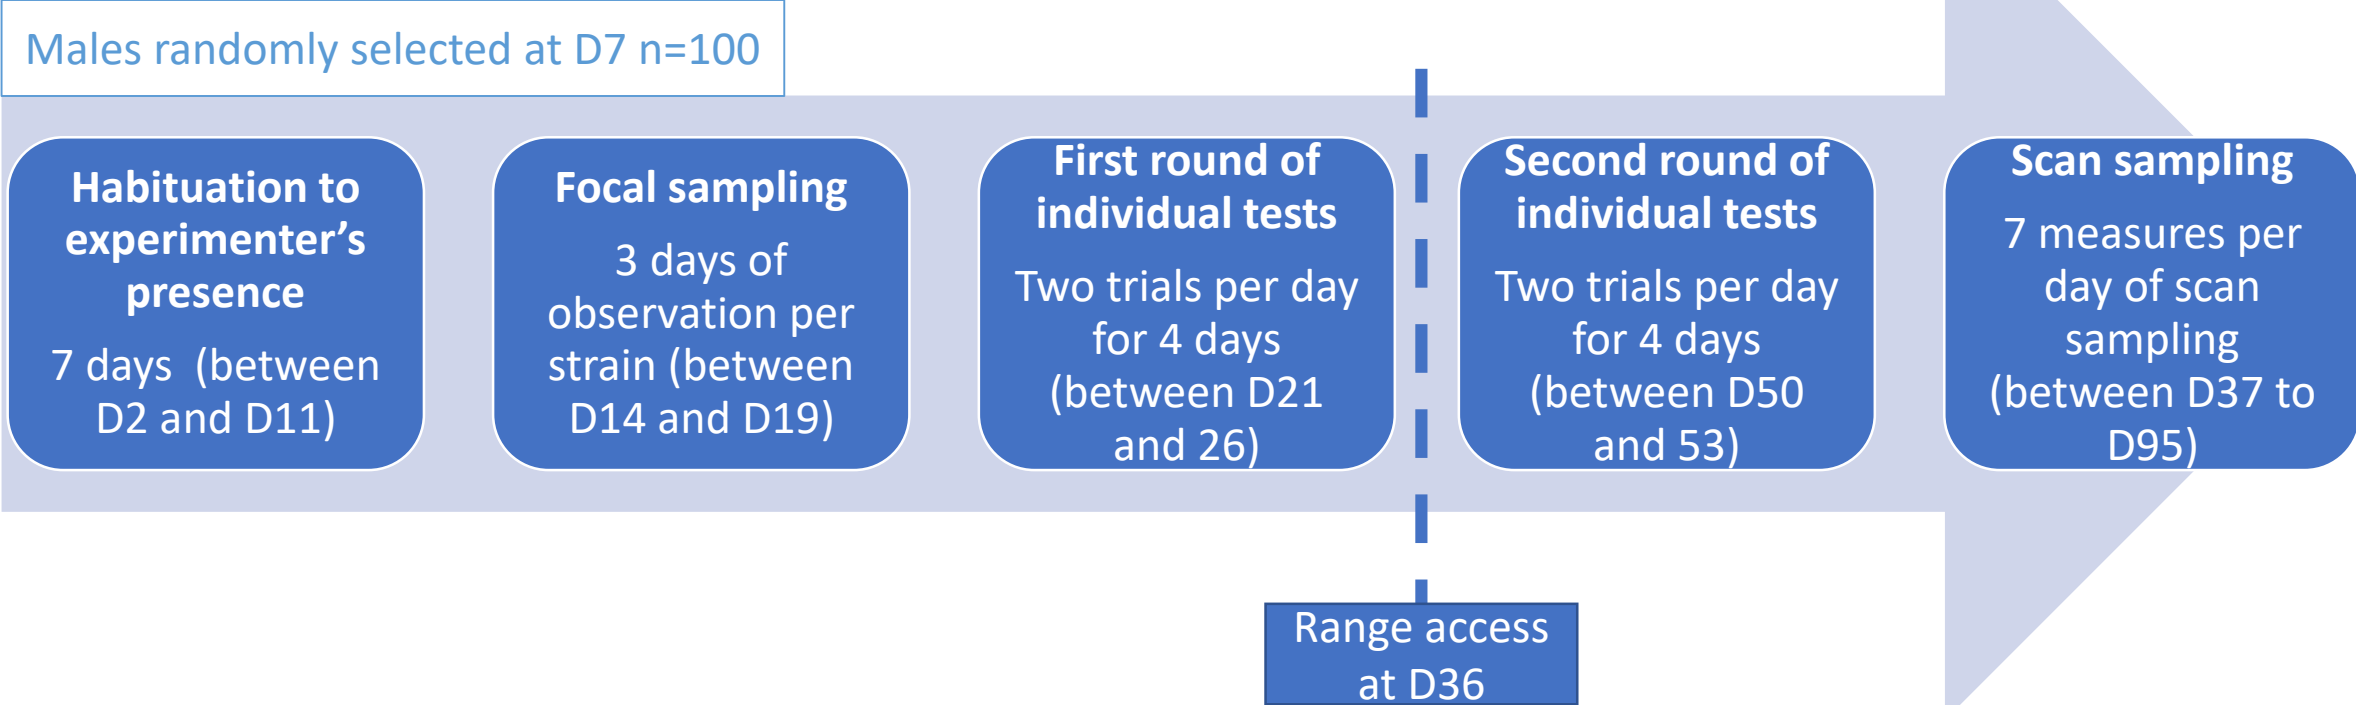 Males randomly selected at D7 n=100
Habituation to
experimenter’s
presence
7 days  (between
D2 and D11)
Focal sampling
3 days of
observation per
strain (between
D14 and D19)
First round of
individual tests
Two trials per day
for 4 days
(between D21
and 26)
Second round of
individual tests
Two trials per day
for 4 days
(between D50
and 53)
Scan sampling
7 measures per
day of scan
sampling
(between D37 to
D95)
Range access
at D36